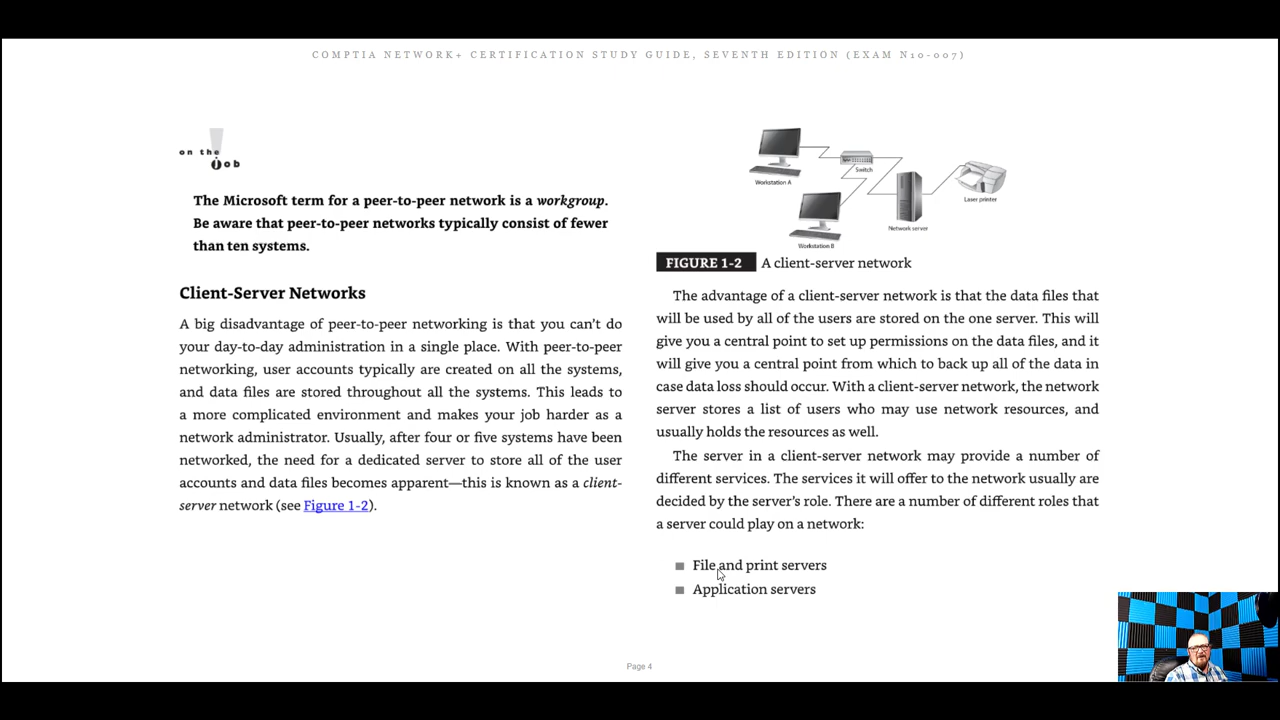 COMPTIA NETWORK+ CERTIFICATION STUDY GUIDE, SEVENTH EDITION (EXAM N10-007)
on the
job
The Microsoft term for a peer-to-peer network is a workgroup.
Be aware that peer-to-peer networks typically consist of fewer
than ten systems.
Client-Server Networks
A big disadvantage of peer-to-peer networking is that you can't do
your day-to-day administration in a single place. With peer-to-peer
networking, user accounts typically are created on all the systems,
and data files are stored throughout all the systems. This leads to
a more complicated environment and makes your job harder as a
network administrator. Usually, after four or five systems have been
networked, the need for a dedicated server to store all of the user
accounts and data files becomes apparent—this is known as a client-
server network (see Figure 1-2).
Workstation A
Switch
Laser printer
Network server
Workstation B
FIGURE 1-2 A client-server network
The advantage of a client-server network is that the data files that
will be used by all of the users are stored on the one server. This will
give you a central point to set up permissions on the data files, and it
will give you a central point from which to back up all of the data in
case data loss should occur. With a client-server network, the network
server stores a list of users who may use network resources, and
usually holds the resources as well.
The server in a client-server network may provide a number of
different services. The services it will offer to the network usually are
decided by the server's role. There are a number of different roles that
a server could play on a network:
■ File and print servers
■ Application servers
Page 4